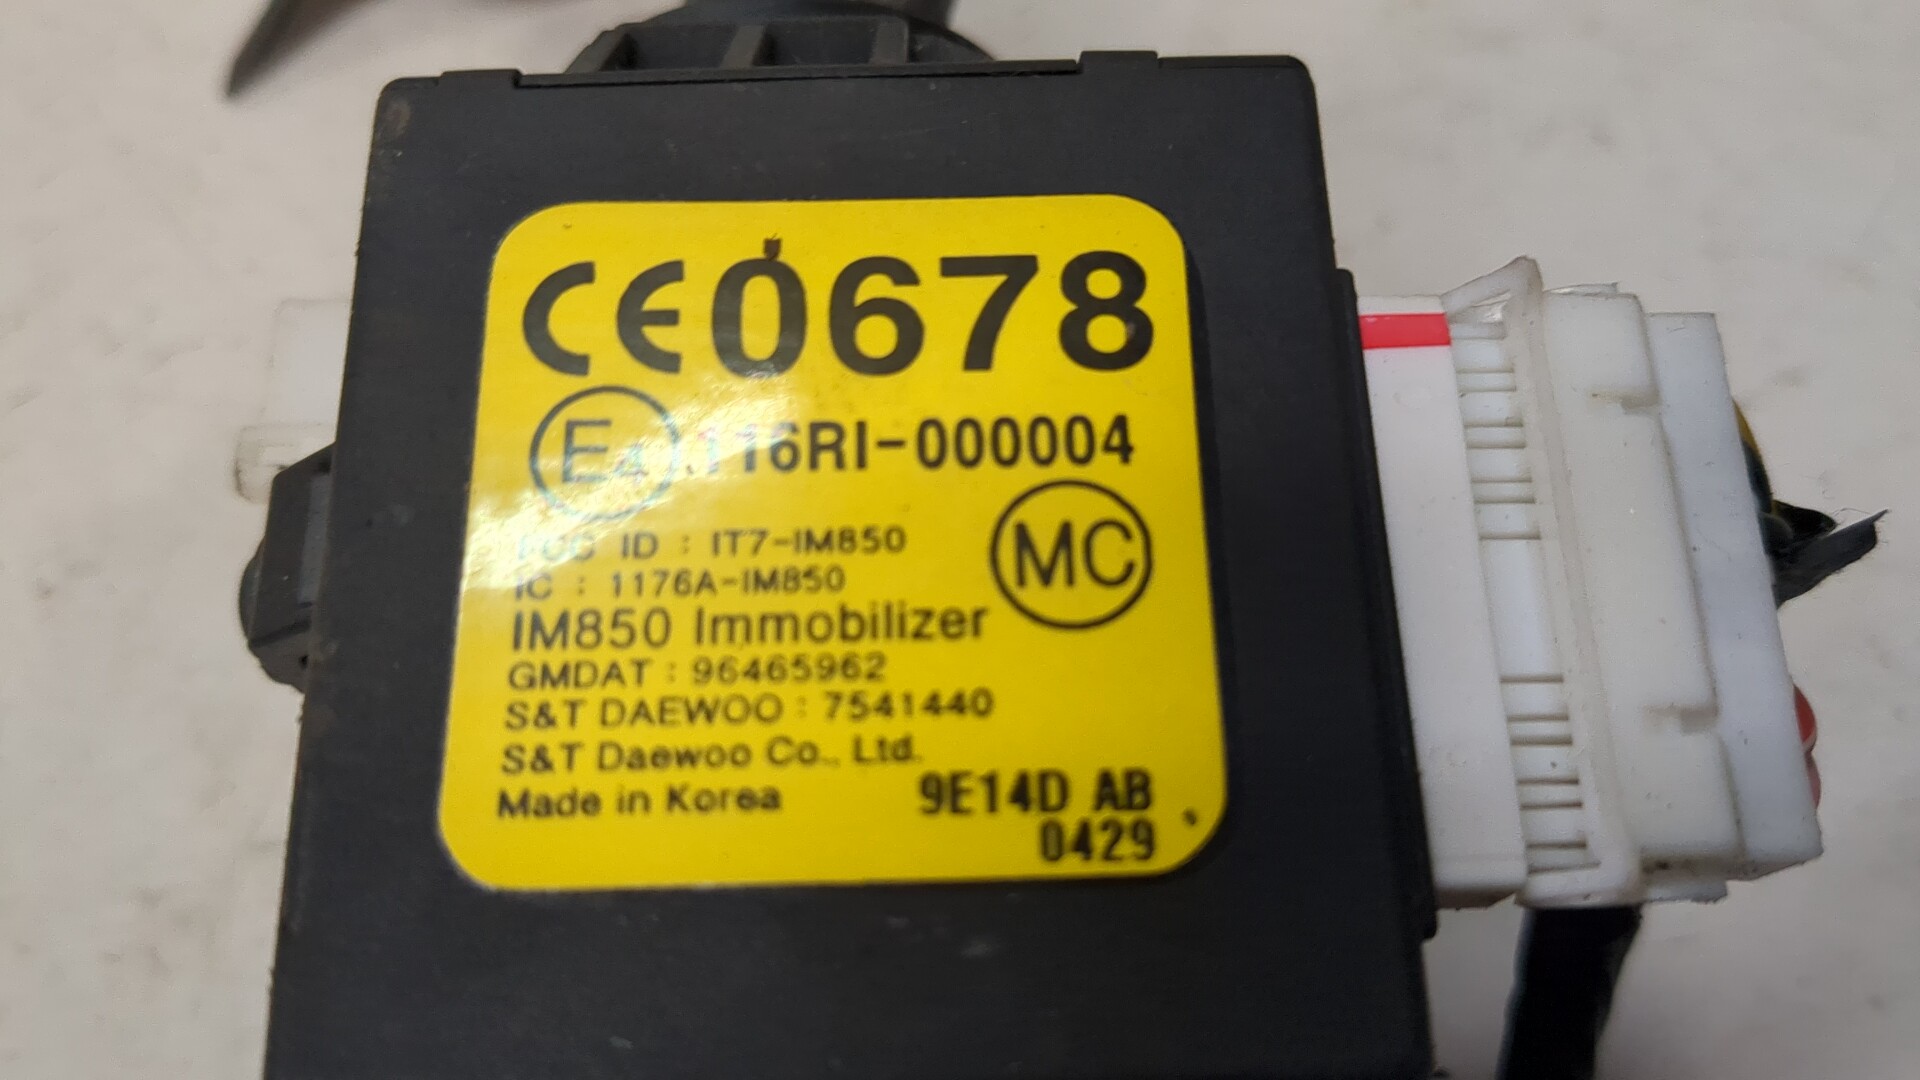 CE0678
E4 116RI-000004
FCC ID : IT7-IM850
IC : 1176A-IM850
MC
IM850 Immobilizer
GMDAT : 96465962
S&T DAEWOO : 7541440
S&T Daewoo Co., Ltd.
Made in Korea
9E14D AB
0429